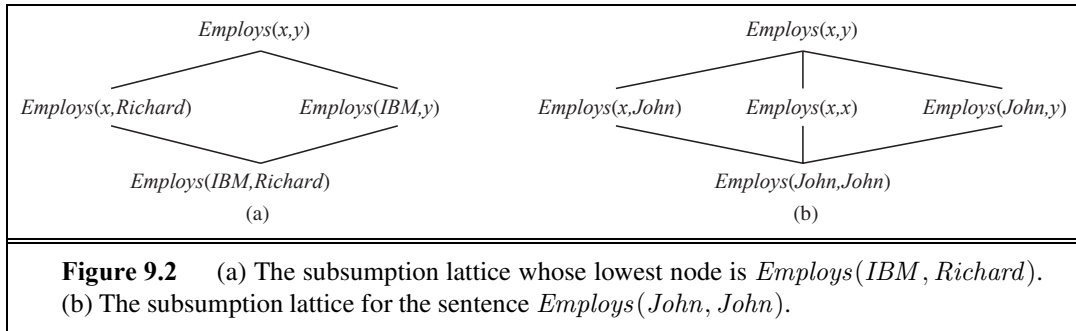 Employs(x,y) Employs(x,y)
Employs(x,Richard) Employs(IBM,y) Employs(x,John) Employs(x,x) Employs(John,y)
Employs(IBM,Richard) Employs(John,John)
(a) (b)
Figure 9.2 (a) The subsumption lattice whose lowest node is Employs(IBM, Richard).
(b) The subsumption lattice for the sentence Employs(John, John).